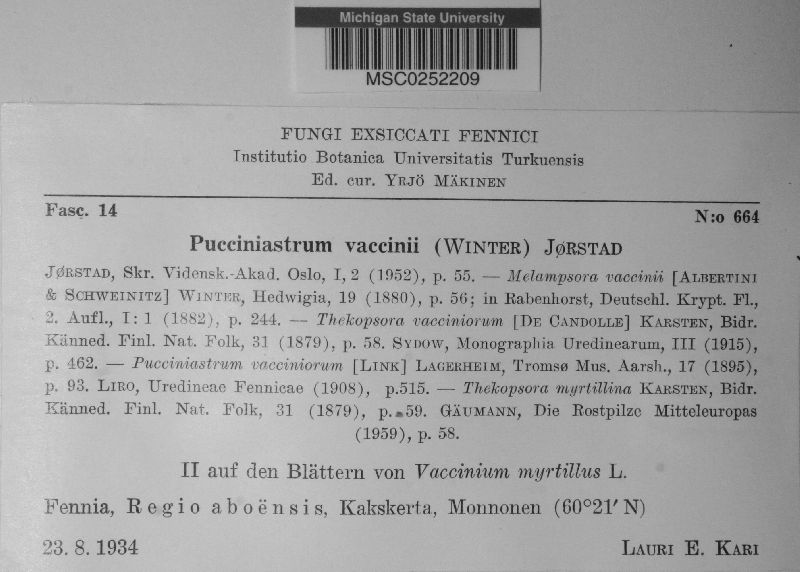 Michigan State University
MSC0252209
FUNGI EXSICCATI FENNICI
Institutio Botanica Universitatis Turkuensis
Ed. cur. YRJÖ MÄKINEN
Fasc. 14
N:o 664
Pucciniastrum vaccinii (WINTER) JØRSTAD
JØRSTAD, Skr. Vidensk.-Akad. Oslo, I, 2 (1952), p. 55. — Melampsora vaccinii [ALBERTINI
& SCHWEINITZ] WINTER, Hedwigia, 19 (1880), p. 56; in Rabenhorst, Deutschl. Krypt. Fl.,
2. Aufl., I: 1 (1882), p. 244. — Thekopsora vacciniorum [DE CANDOLLE] KARSTEN, Bidr.
Känned. Finl. Nat. Folk, 31 (1879), p. 58. SYDOW, Monographia Uredinearum, III (1915),
p. 462. — Pucciniastrum vacciniorum [LINK] LAGERHEIM, Tromsø Mus. Aarsh., 17 (1895),
p. 93. LIRO, Uredineae Fennicae (1908), p.515. — Thekopsora myrtillina KARSTEN, Bidr.
Känned. Finl. Nat. Folk, 31 (1879), p. 59. GÄUMANN, Die Rostpilze Mitteleuropas
(1959), p. 58.
II auf den Blättern von Vaccinium myrtillus L.
Fennia, Regio aboënsis, Kakskerta, Monnonen (60°21′ N)
23. 8. 1934
LAURI E. KARI